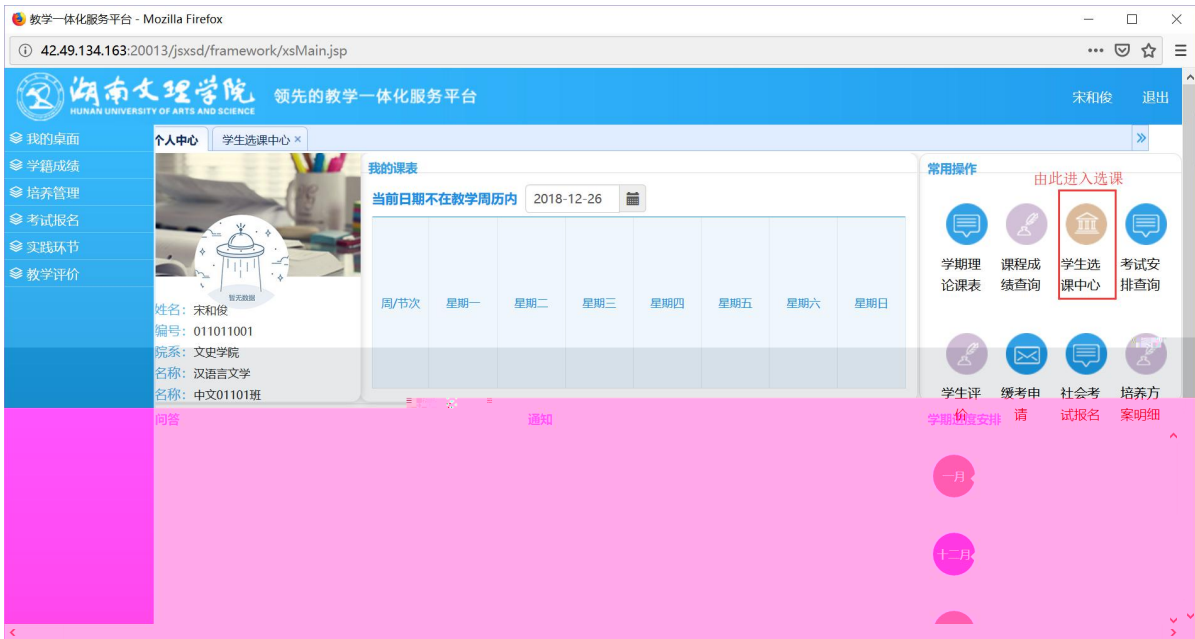 教学一体化服务平台 - Mozilla Firefox
42.49.134.163:20013/jsxsd/framework/xsMain.jsp
湖南文理学院
HUNAN UNIVERSITY OF ARTS AND SCIENCE
领先的教学一体化服务平台
宋和俊 退出
我的桌面
学籍成绩
培养管理
考试报名
实践环节
教学评价
个人中心 学生选课中心 ×
暂无数据
姓名：宋和俊
编号：011011001
院系：文史学院
名称：汉语言文学
名称：中文01101班
我的课表
当前日期不在教学周历内 2018-12-26
周/节次 星期一 星期二 星期三 星期四 星期五 星期六 星期日
常用操作
由此进入选课
学期理论课表
课程成绩查询
学生选课中心
考试安排查询
学生评价
缓考申请
社会考试报名
培养方案明细
问答
通知
学期进度安排
一月
十二月